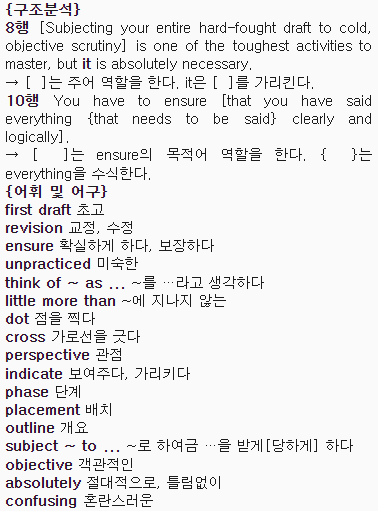 {구조분석}
8행 [Subjecting your entire hard-fought draft to cold,
objective scrutiny] is one of the toughest activities to
master, but it is absolutely necessary.
→ [ ]는 주어 역할을 한다. it은 [ ]를 가리킨다.
10행 You have to ensure [that you have said
everything {that needs to be said} clearly and
logically].
→ [ ]는 ensure의 목적어 역할을 한다. { }는
everything을 수식한다.
{어휘 및 어구}
first draft 초고
revision 교정, 수정
ensure 확실하게 하다, 보장하다
unpracticed 미숙한
think of ~ as ... ~를 …라고 생각하다
little more than ~에 지나지 않는
dot 점을 찍다
cross 가로선을 긋다
perspective 관점
indicate 보여주다, 가리키다
phase 단계
placement 배치
outline 개요
subject ~ to ... ~로 하여금 …을 받게[당하게] 하다
objective 객관적인
absolutely 절대적으로, 틀림없이
confusing 혼란스러운